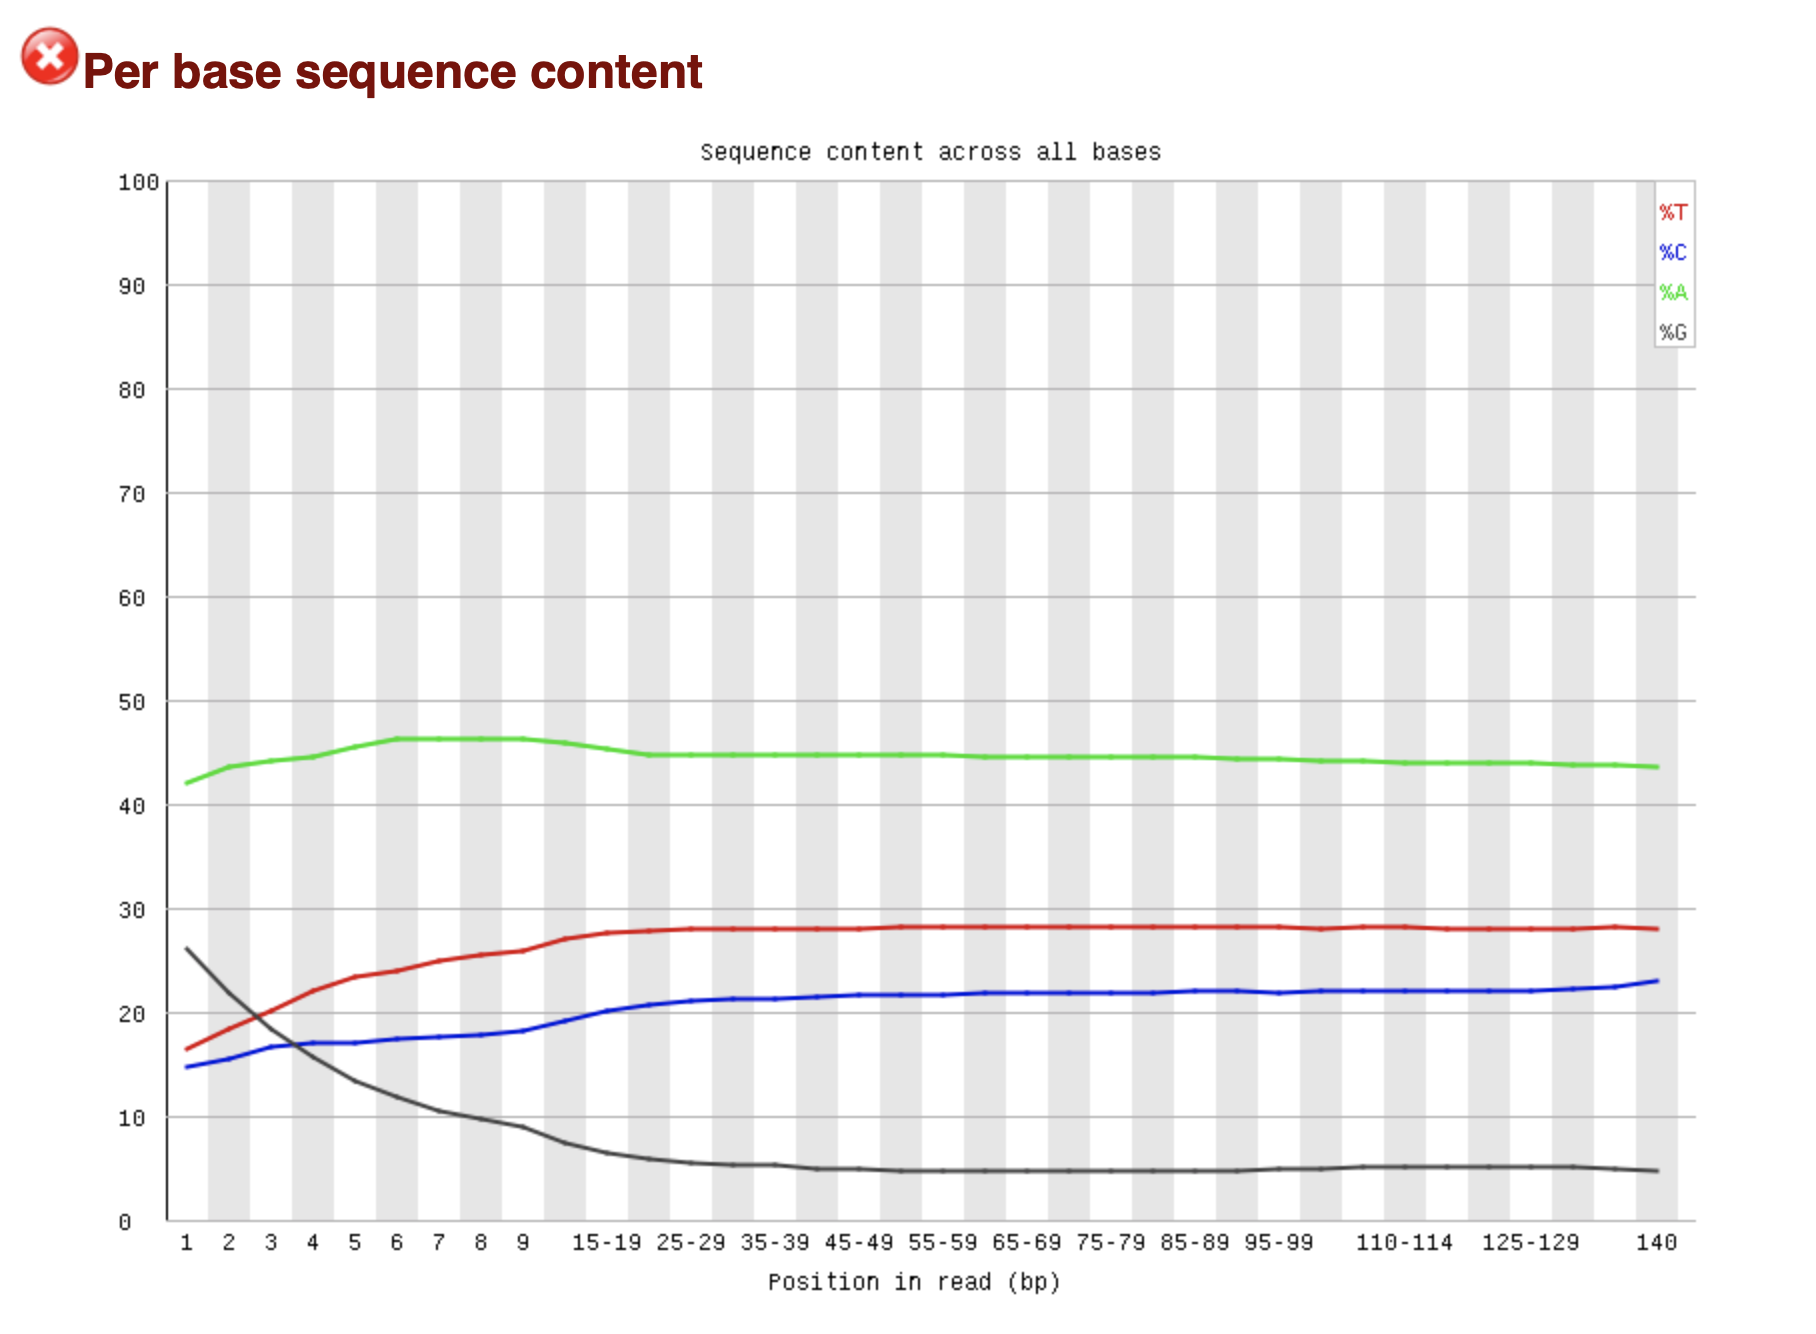 Per base sequence content
Sequence content across all bases
100
90
80
70
60
50
40
30
20
10
0
%T
%C
%A
%G
1 2 3 4 5 6 7 8 9 15-19 25-29 35-39 45-49 55-59 65-69 75-79 85-89 95-99 110-114 125-129 140
Position in read (bp)